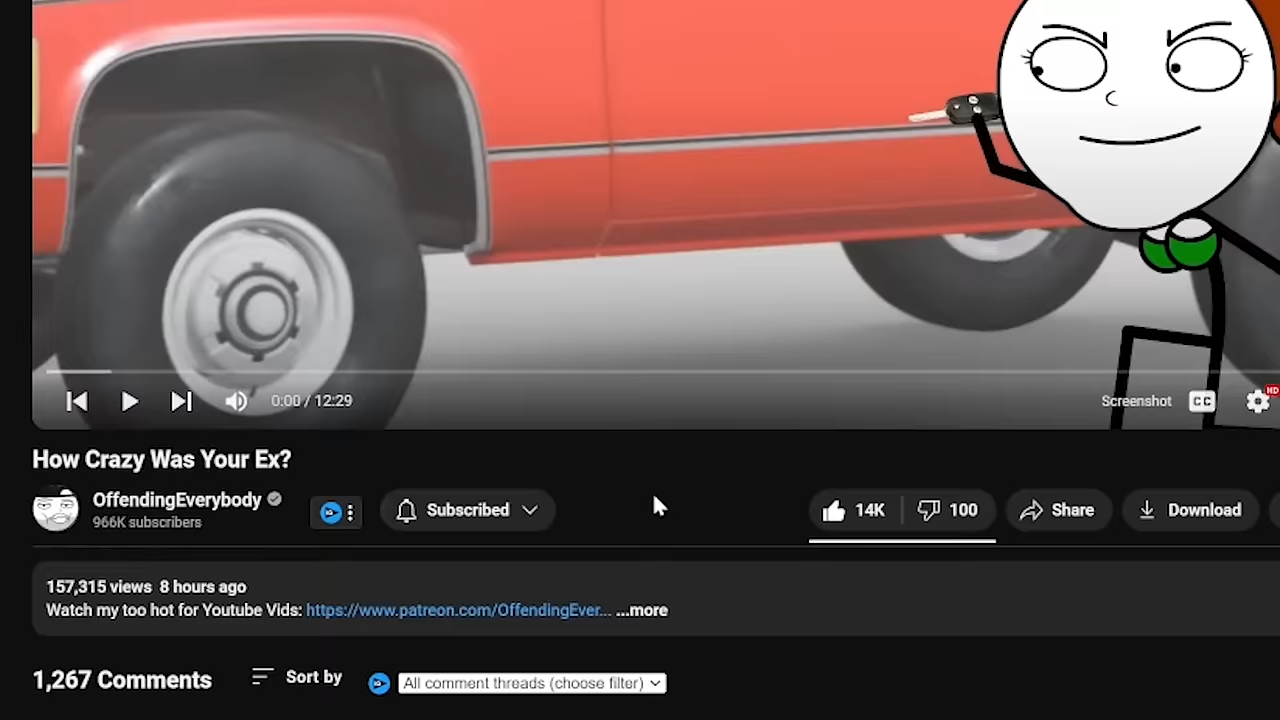 0:00 / 12:29
Screenshot
CC
HD
How Crazy Was Your Ex?
OffendingEverybody
966K subscribers
Subscribed
14K
100
Share
Download
157,315 views 8 hours ago
Watch my too hot for Youtube Vids: https://www.patreon.com/OffendingEver... ...more
1,267 Comments
Sort by
All comment threads (choose filter)